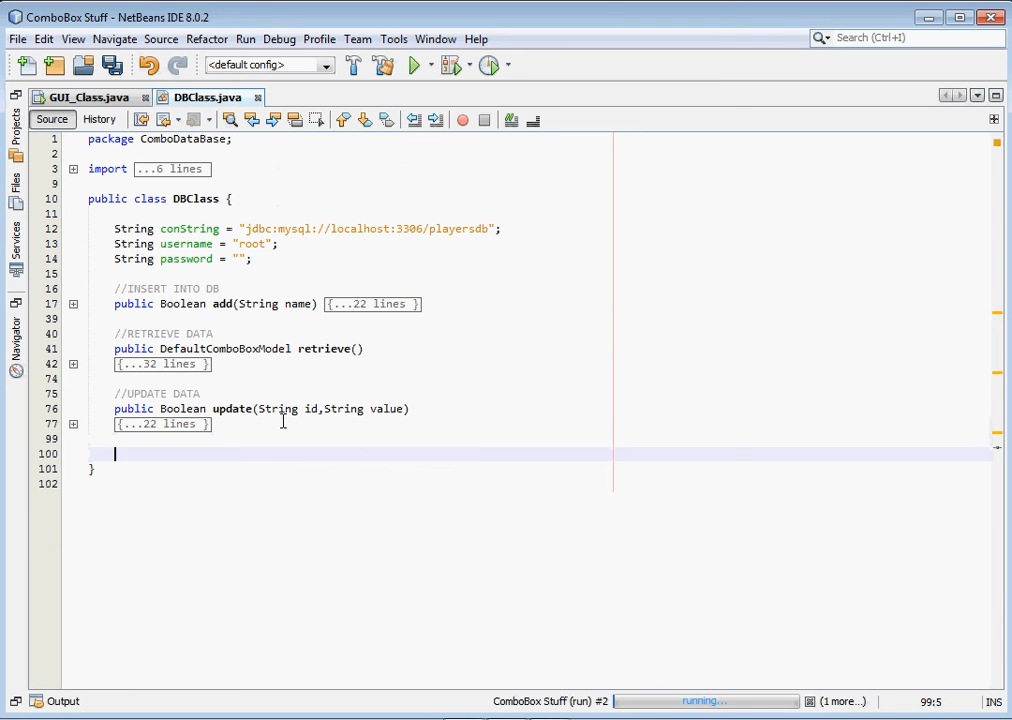 ComboBox Stuff - NetBeans IDE 8.0.2
File Edit View Navigate Source Refactor Run Debug Profile Team Tools Window Help
Search (Ctrl+I)
<default config>
GUI_Class.java DBClass.java
Source History
Projects
Files
Services
Navigator
1 package ComboDataBase;
2
3 import ...6 lines
9
10 public class DBClass {
11
12 String conString = "jdbc:mysql://localhost:3306/playersdb";
13 String username = "root";
14 String password = "";
15
16 //INSERT INTO DB
17 public Boolean add(String name) {...22 lines }
39
40 //RETRIEVE DATA
41 public DefaultComboBoxModel retrieve()
42 {...32 lines }
74
75 //UPDATE DATA
76 public Boolean update(String id,String value)
77 {...22 lines }
99
100
101 }
102
Output
ComboBox Stuff (run) #2 running... (1 more...) 99:5 INS